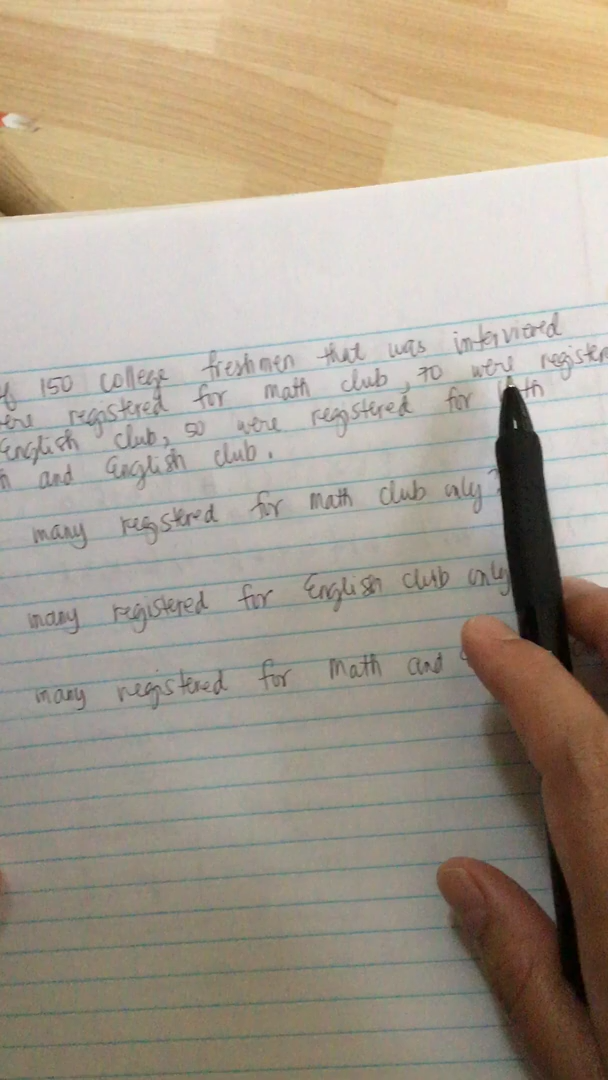 150 college freshmen that was interviewed
registered for math club, 70 were
English club, 50 were registered for
and English club.
many registered for math club only
many registered for English club only
many registered for Math and